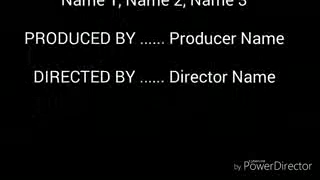 Name 1, Name 2, Name 3
PRODUCED BY ...... Producer Name
DIRECTED BY ...... Director Name
by PowerDirector